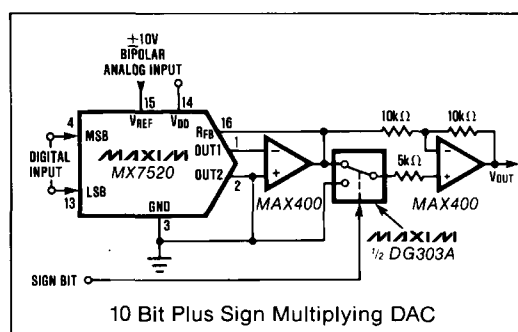 ±10V
BIPOLAR
ANALOG INPUT
15 14
VREF VDD
4 MSB
RFB 16
OUT1 1
OUT2 2
DIGITAL
INPUT
MAXIM
MX7520
13 LSB
GND
3
MAX400
10kΩ 10kΩ
5kΩ
VOUT
MAX400
MAXIM
1/2 DG303A
SIGN BIT
10 Bit Plus Sign Multiplying DAC